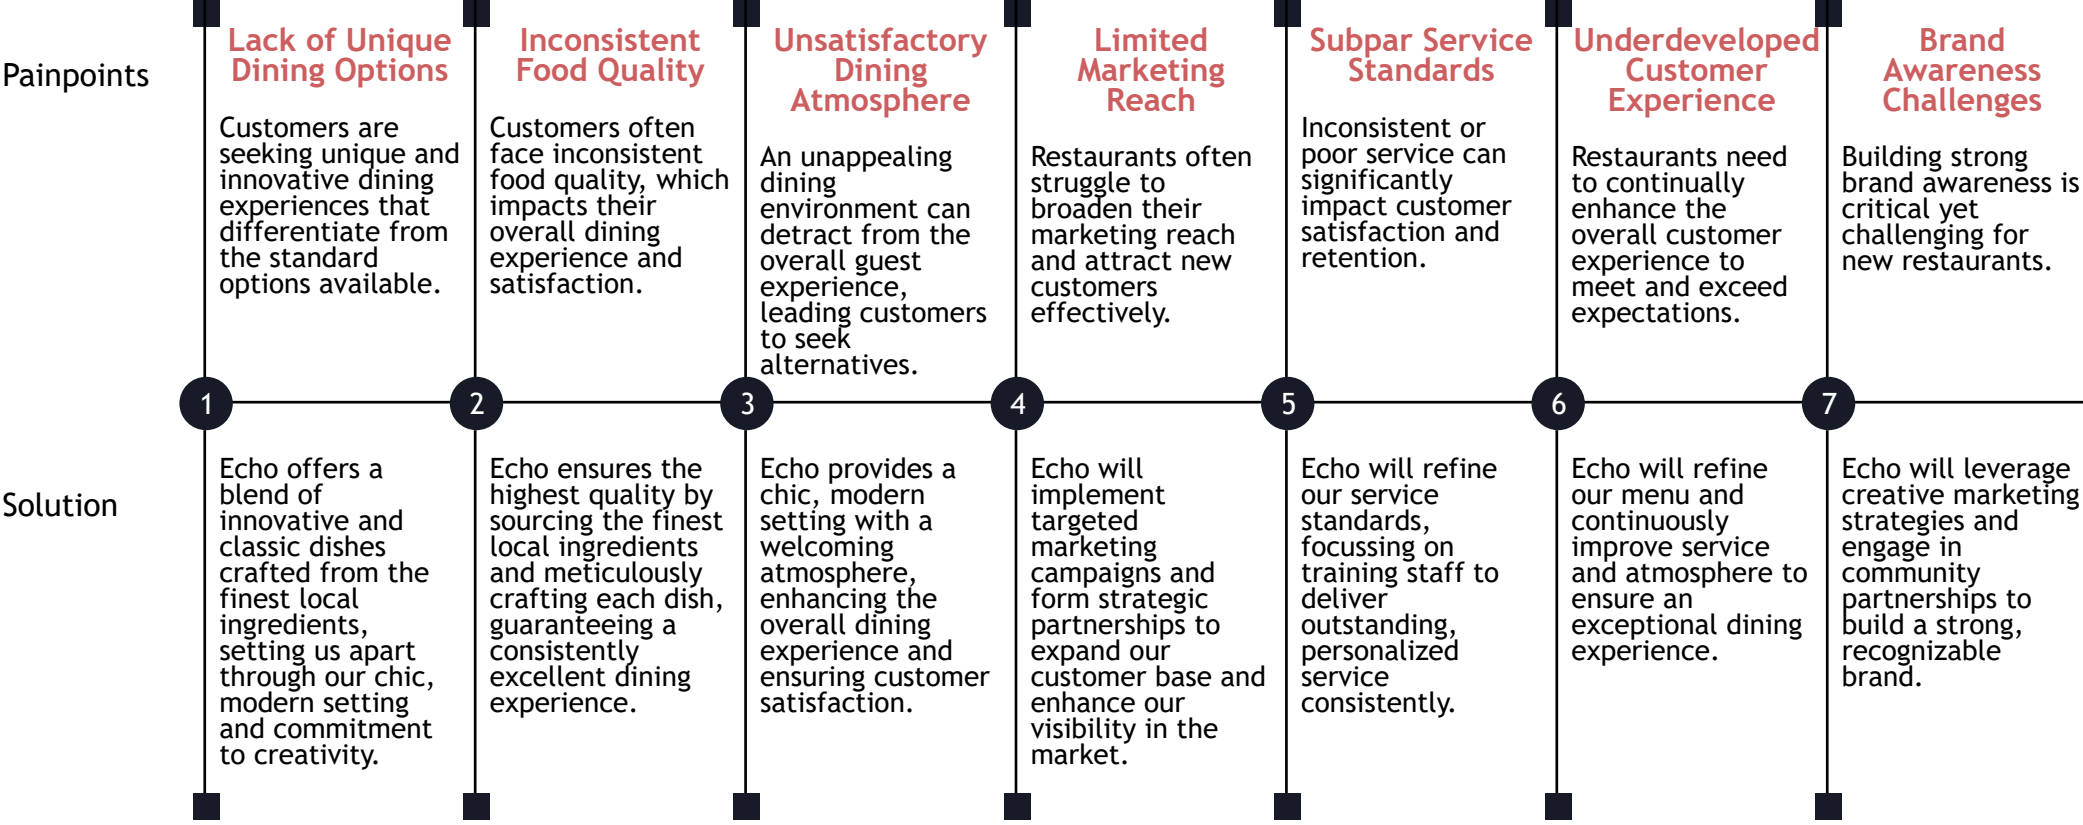 Painpoints
Lack of Unique
Dining Options
Customers are
seeking unique and
innovative dining
experiences that
differentiate from
the standard
options available.
Inconsistent
Food Quality
Customers often
face inconsistent
food quality, which
impacts their
overall dining
experience and
satisfaction.
Unsatisfactory
Dining
Atmosphere
An unappealing
dining
environment can
detract from the
overall guest
experience,
leading customers
to seek
alternatives.
Limited
Marketing
Reach
Restaurants often
struggle to
broaden their
marketing reach
and attract new
customers
effectively.
Subpar Service
Standards
Inconsistent or
poor service can
significantly
impact customer
satisfaction and
retention.
Underdeveloped
Customer
Experience
Restaurants need
to continually
enhance the
overall customer
experience to
meet and exceed
expectations.
Brand
Awareness
Challenges
Building strong
brand awareness is
critical yet
challenging for
new restaurants.
1
2
3
4
5
6
7
Solution
Echo offers a
blend of
innovative and
classic dishes
crafted from the
finest local
ingredients,
setting us apart
through our chic,
modern setting
and commitment
to creativity.
Echo ensures the
highest quality by
sourcing the finest
local ingredients
and meticulously
crafting each dish,
guaranteeing a
consistently
excellent dining
experience.
Echo provides a
chic, modern
setting with a
welcoming
atmosphere,
enhancing the
overall dining
experience and
ensuring customer
satisfaction.
Echo will
implement
targeted
marketing
campaigns and
form strategic
partnerships to
expand our
customer base and
enhance our
visibility in the
market.
Echo will refine
our service
standards,
focussing on
training staff to
deliver
outstanding,
personalized
service
consistently.
Echo will refine
our menu and
continuously
improve service
and atmosphere to
ensure an
exceptional dining
experience.
Echo will leverage
creative marketing
strategies and
engage in
community
partnerships to
build a strong,
recognizable
brand.